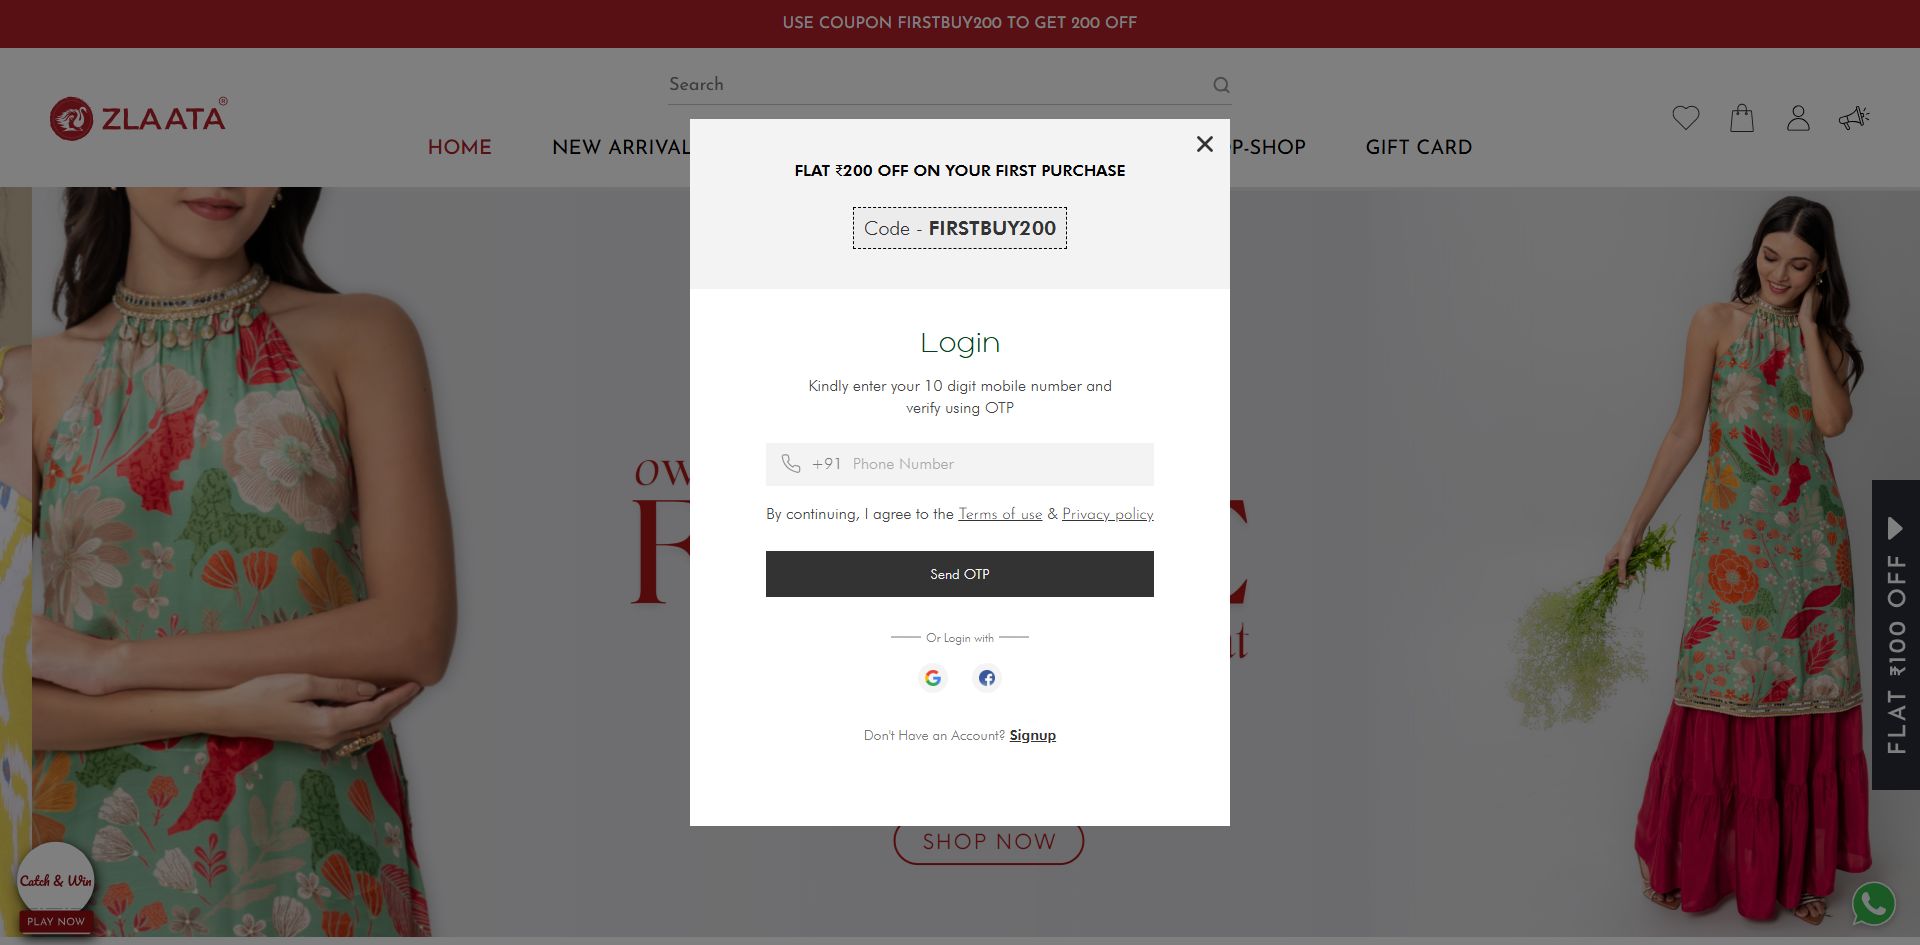 USE COUPON FIRSTBUY200 TO GET 200 OFF
Search
ZLAATA®
HOME
NEW ARRIVAL
P-SHOP
GIFT CARD
FLAT ₹200 OFF ON YOUR FIRST PURCHASE
Code - FIRSTBUY200
Login
Kindly enter your 10 digit mobile number and
verify using OTP
+91 Phone Number
By continuing, I agree to the Terms of use & Privacy policy
Send OTP
Or Login with
Don't Have an Account? Signup
SHOP NOW
FLAT ₹100 OFF
Catch & Win
PLAY NOW